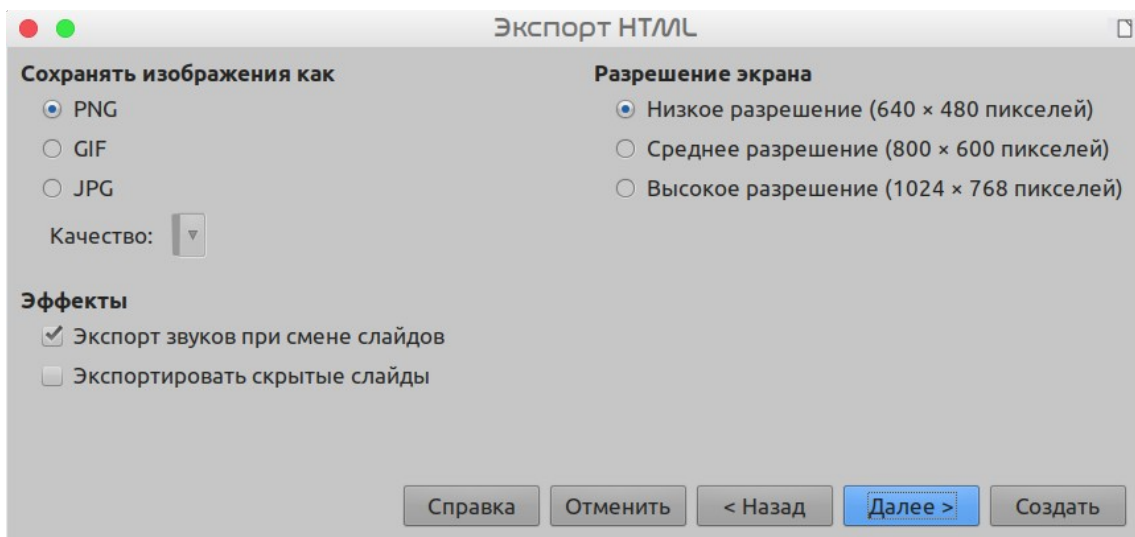 Экспорт HTML
Сохранять изображения как
PNG
GIF
JPG
Качество:
Разрешение экрана
Низкое разрешение (640 × 480 пикселей)
Среднее разрешение (800 × 600 пикселей)
Высокое разрешение (1024 × 768 пикселей)
Эффекты
Экспорт звуков при смене слайдов
Экспортировать скрытые слайды
Справка
Отменить
< Назад
Далее >
Создать